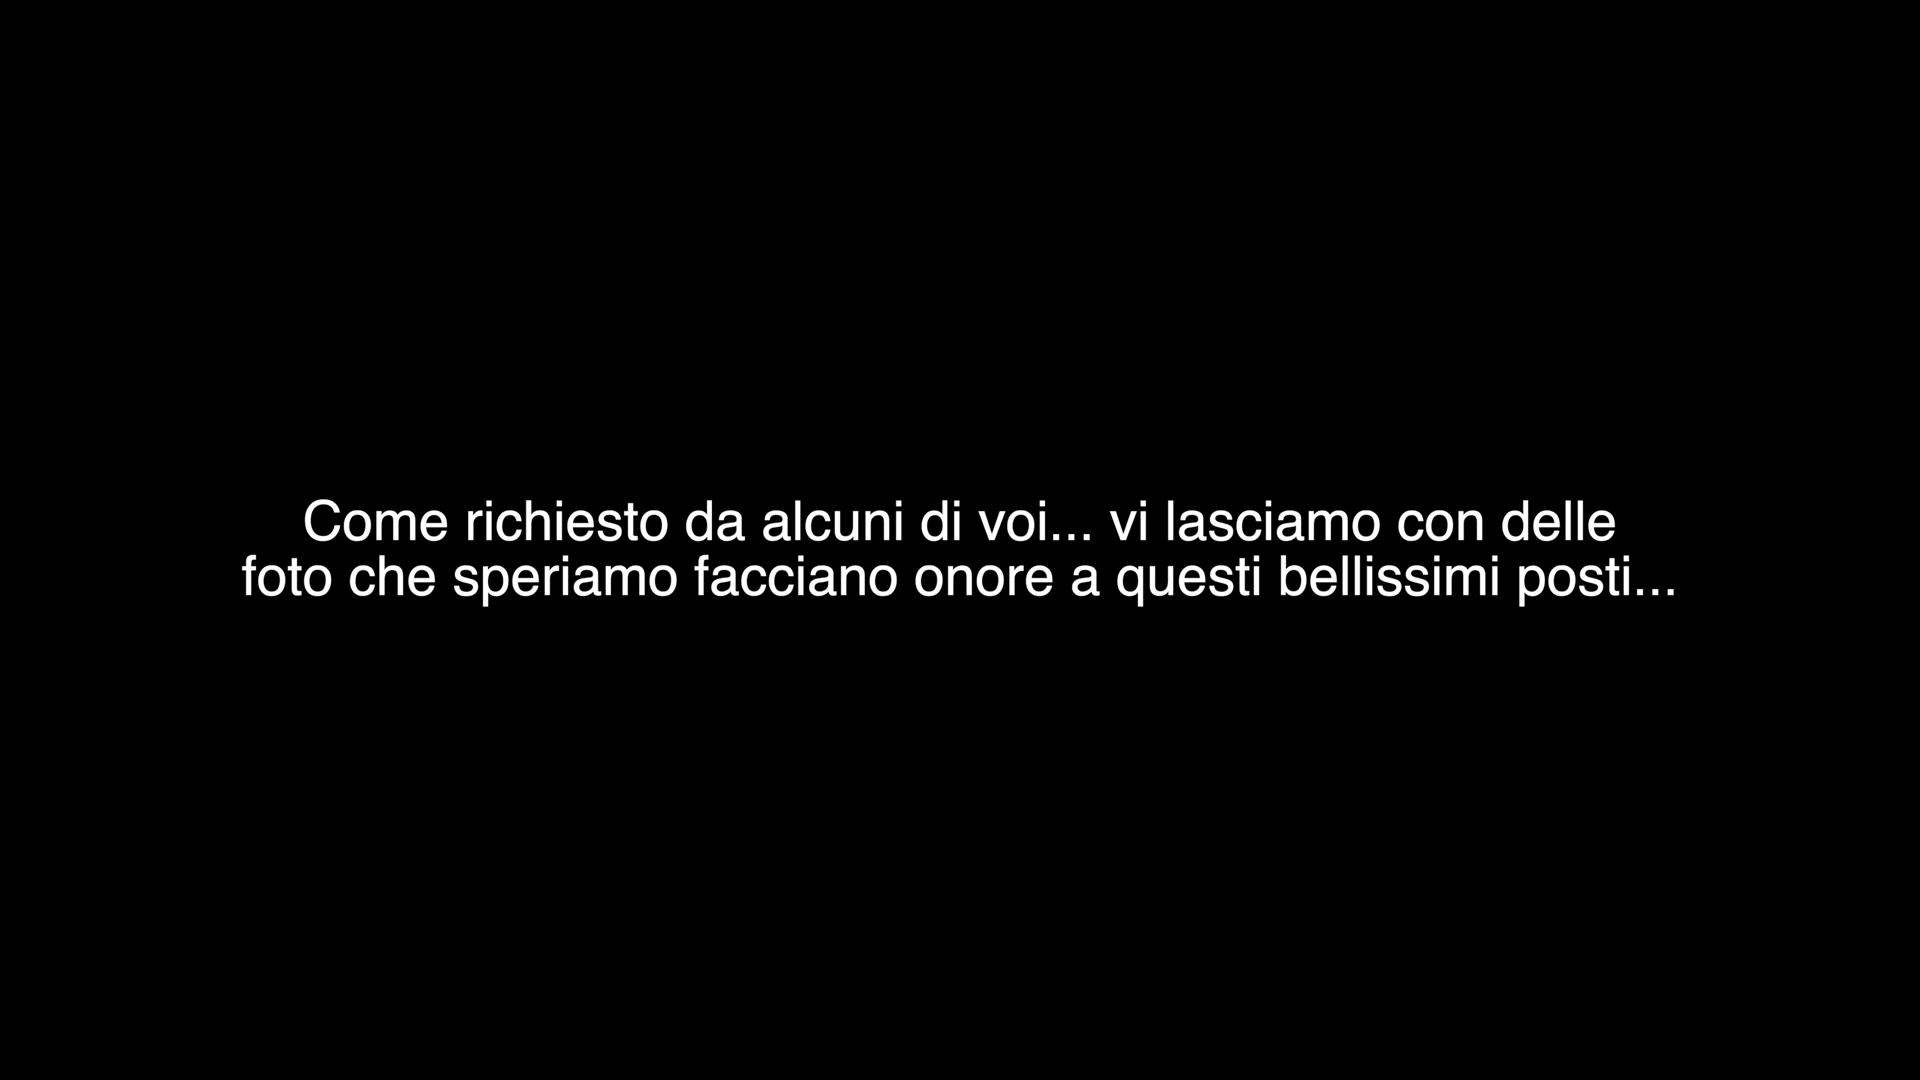 Come richiesto da alcuni di voi... vi lasciamo con delle
foto che speriamo facciano onore a questi bellissimi posti...